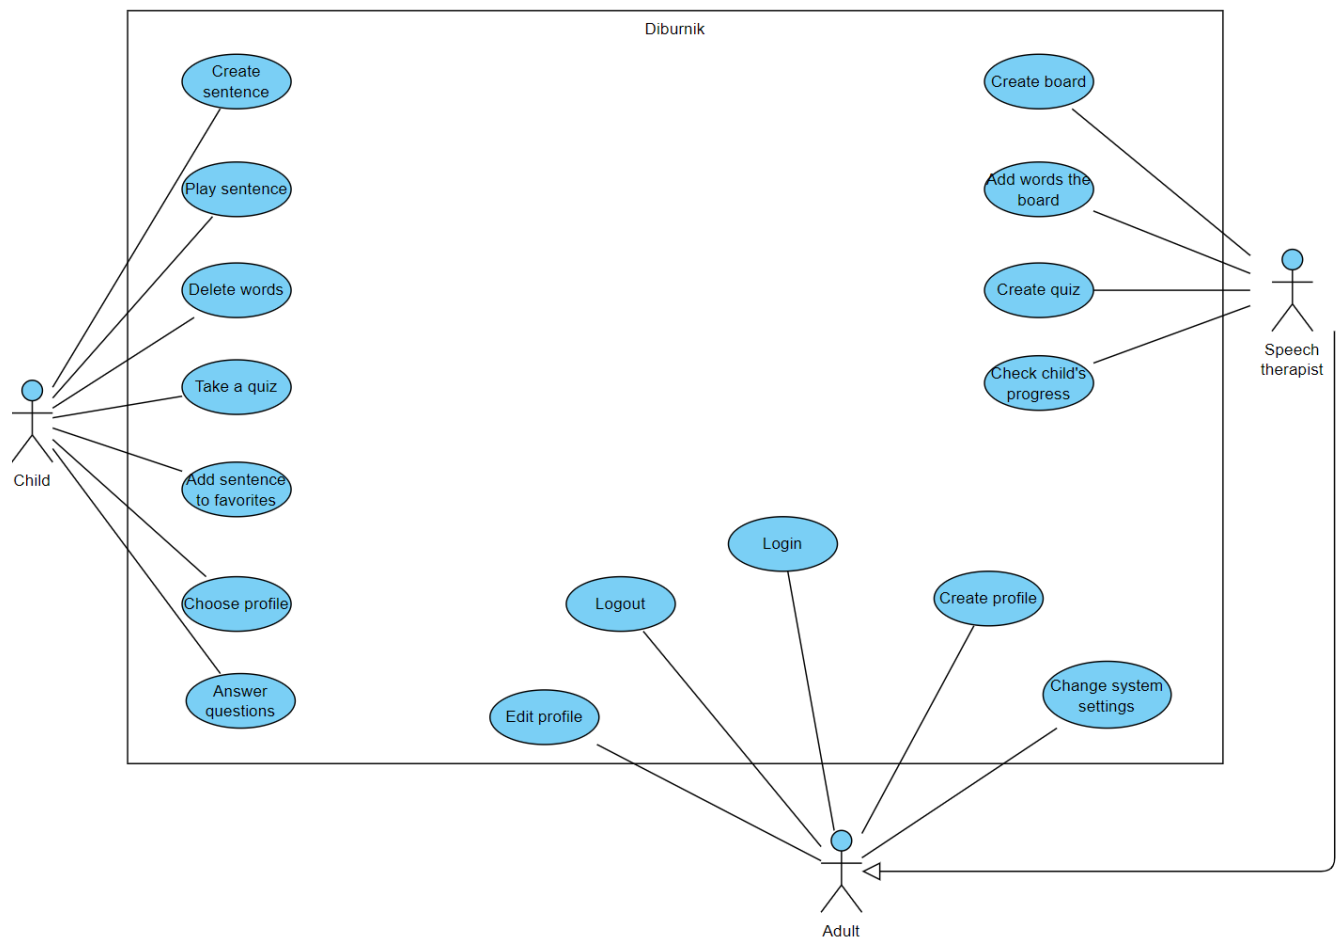 Diburnik
Create
sentence
Play sentence
Delete words
Take a quiz
Add sentence
to favorites
Choose profile
Answer
questions
Child
Create board
Add words the
board
Create quiz
Check child's
progress
Speech
therapist
Login
Logout
Create profile
Edit profile
Change system
settings
Adult